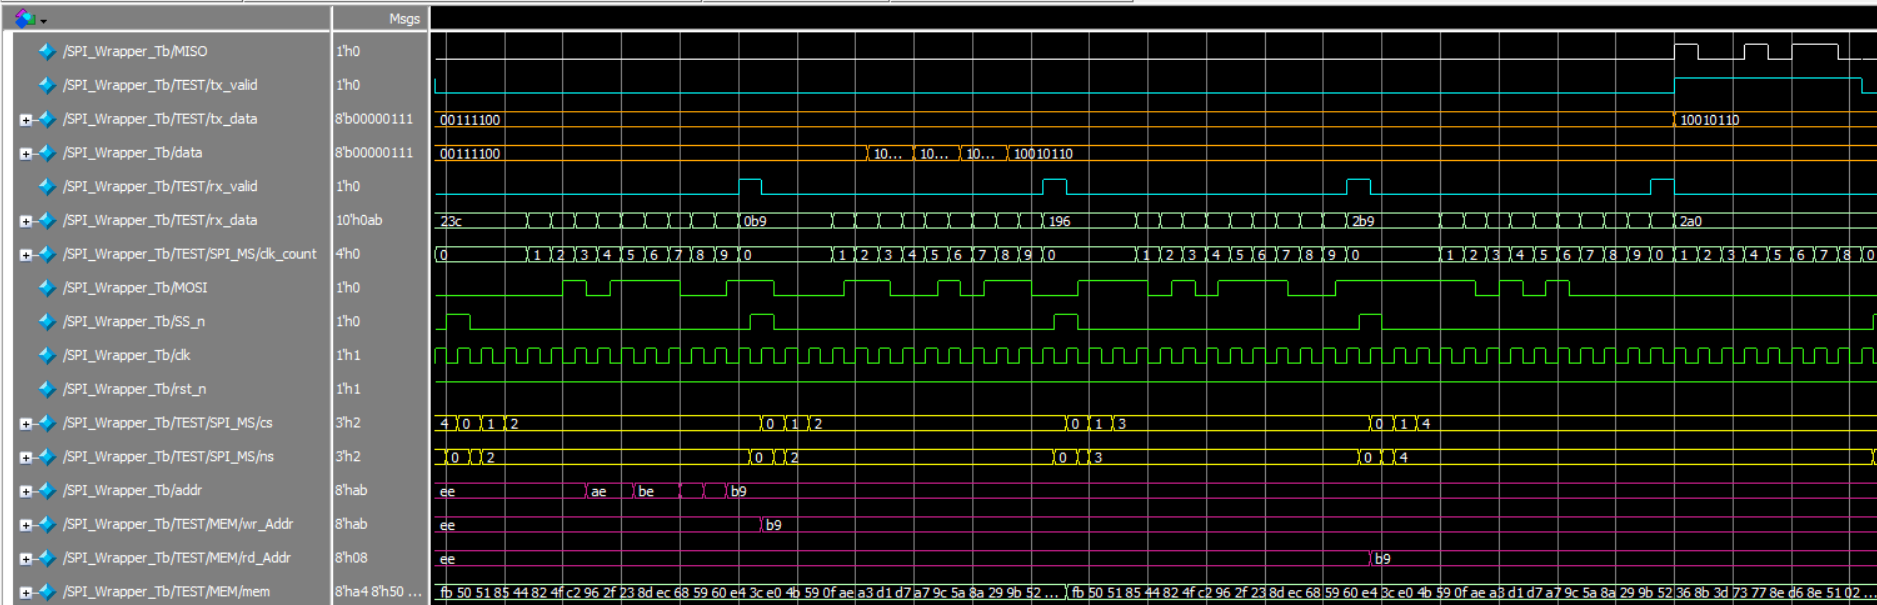 Msgs
/SPI_Wrapper_Tb/MISO 1'h0
/SPI_Wrapper_Tb/TEST/tx_valid 1'h0
/SPI_Wrapper_Tb/TEST/tx_data 8'b00000111 00111100 10010110
/SPI_Wrapper_Tb/data 8'b00000111 00111100 10... 10... 10... 10010110
/SPI_Wrapper_Tb/TEST/rx_valid 1'h0
/SPI_Wrapper_Tb/TEST/rx_data 10'h0ab 23c 0b9 196 2b9 2a0
/SPI_Wrapper_Tb/TEST/SPI_MS/clk_count 4'h0 0 1 2 3 4 5 6 7 8 9 0 1 2 3 4 5 6 7 8 9 0 1 2 3 4 5 6 7 8 9 0 1 2 3 4 5 6 7 8 9 0 1 2 3 4 5 6 7 8 0
/SPI_Wrapper_Tb/MOSI 1'h0
/SPI_Wrapper_Tb/SS_n 1'h0
/SPI_Wrapper_Tb/clk 1'h1
/SPI_Wrapper_Tb/rst_n 1'h1
/SPI_Wrapper_Tb/TEST/SPI_MS/cs 3'h2 4 0 1 2 0 1 2 0 1 3 0 1 4
/SPI_Wrapper_Tb/TEST/SPI_MS/ns 3'h2 0 2 0 2 0 3 0 4
/SPI_Wrapper_Tb/addr 8'hab ee ae be b9
/SPI_Wrapper_Tb/TEST/MEM/wr_Addr 8'hab ee b9
/SPI_Wrapper_Tb/TEST/MEM/rd_Addr 8'h08 ee b9
/SPI_Wrapper_Tb/TEST/MEM/mem 8'ha4 8'h50 ... fb 50 51 85 44 82 4f c2 96 2f 23 8d ec 68 59 60 e4 3c e0 4b 59 0f ae a3 d1 d7 a7 9c 5a 8a 29 9b 52 ... fb 50 51 85 44 82 4f c2 96 2f 23 8d ec 68 59 60 e4 3c e0 4b 59 0f ae a3 d1 d7 a7 9c 5a 8a 29 9b 52 36 8b 3d 73 77 8e d6 8e 51 02 ...